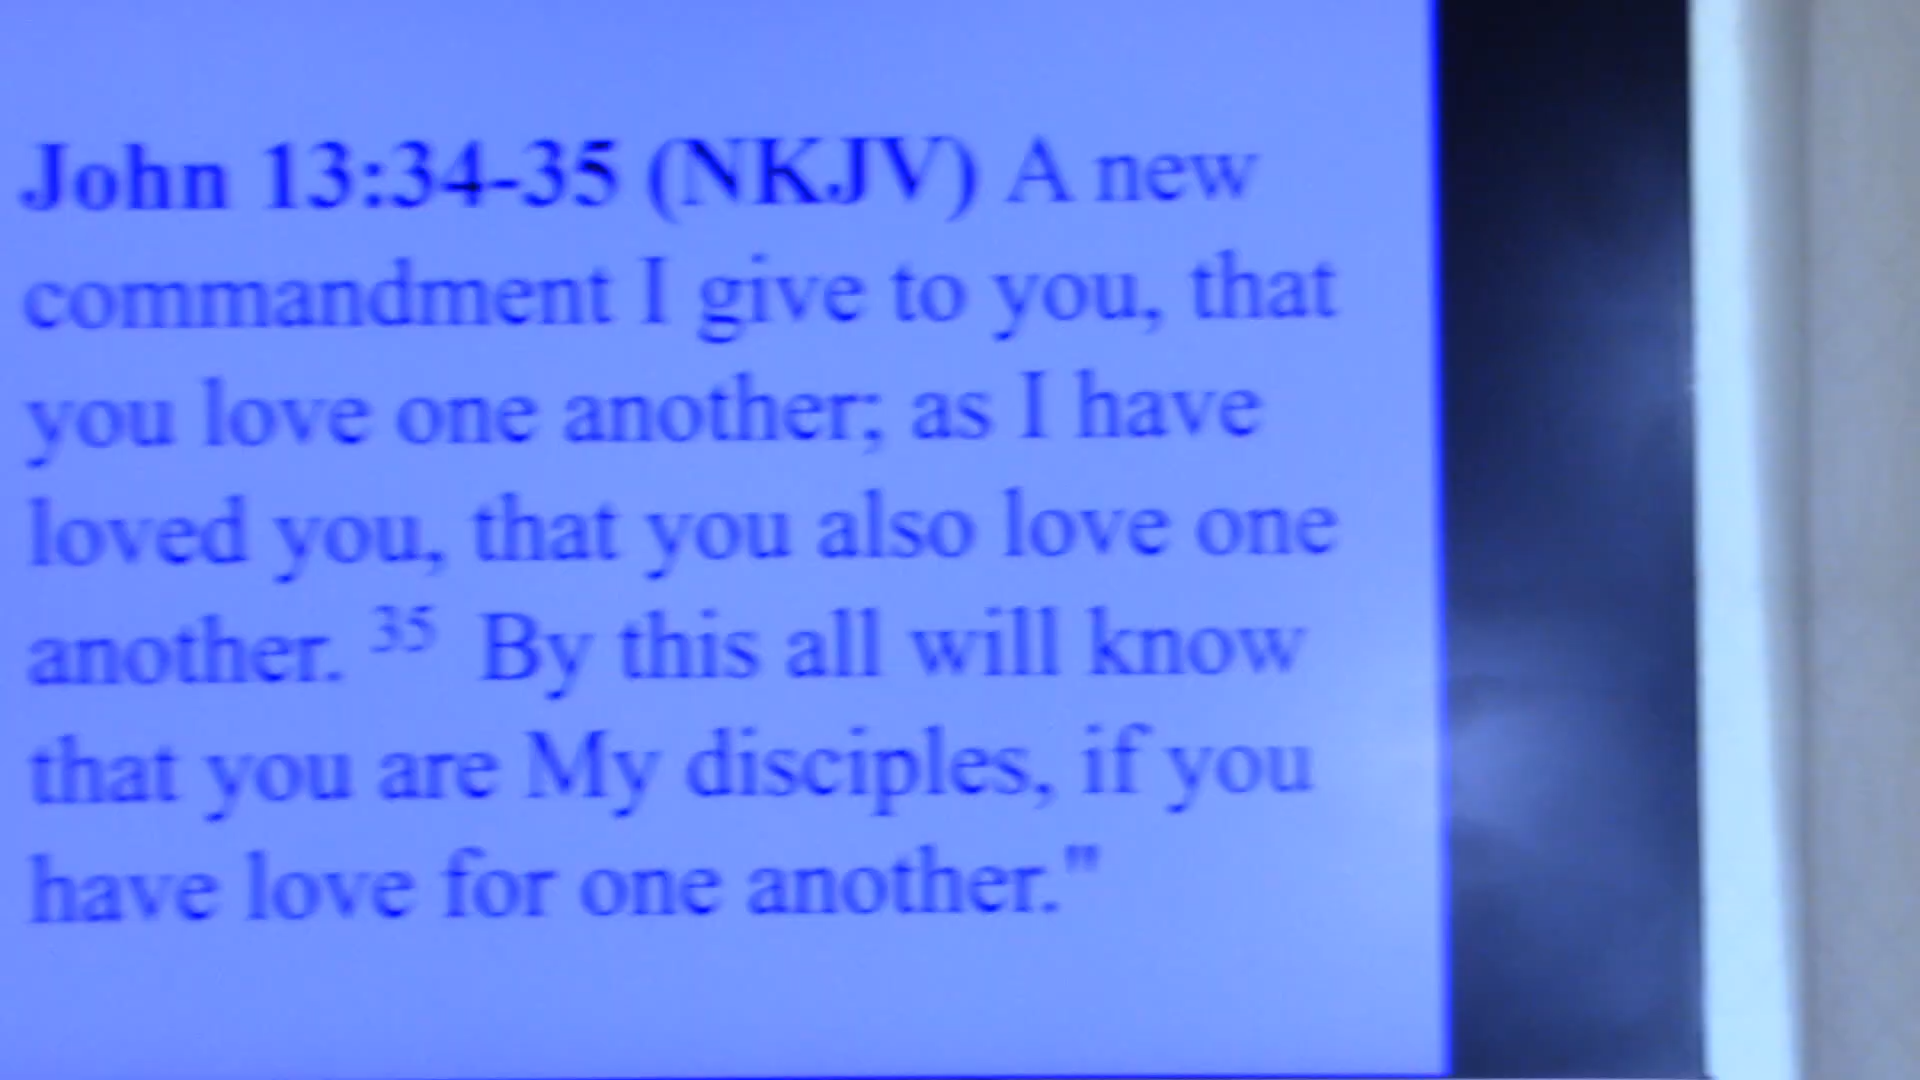 John 13:34-35 (NKJV) A new
commandment I give to you, that
you love one another; as I have
loved you, that you also love one
another. 35 By this all will know
that you are My disciples, if you
have love for one another."